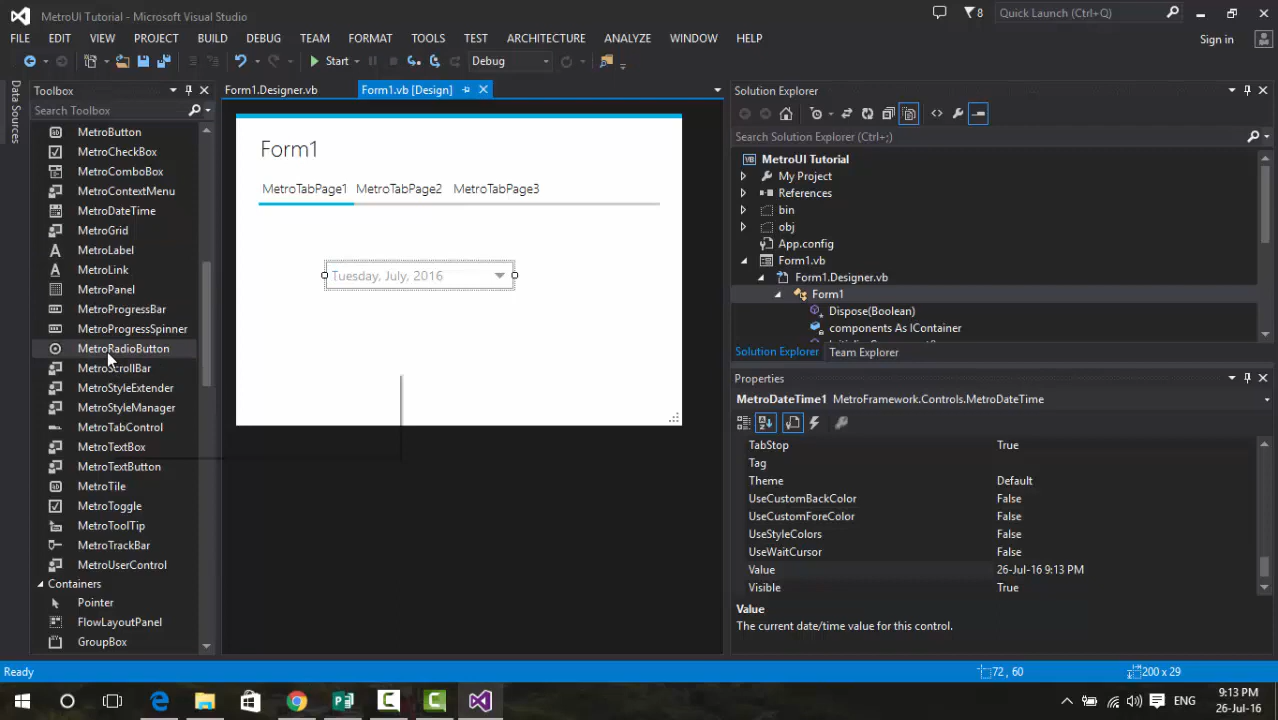 MetroUI Tutorial - Microsoft Visual Studio
8
Quick Launch (Ctrl+Q)
FILE EDIT VIEW PROJECT BUILD DEBUG TEAM FORMAT TOOLS TEST ARCHITECTURE ANALYZE WINDOW HELP
Sign in
Start
Debug
Data Sources
Toolbox
Search Toolbox
MetroButton
MetroCheckBox
MetroComboBox
MetroContextMenu
MetroDateTime
MetroGrid
MetroLabel
MetroLink
MetroPanel
MetroProgressBar
MetroProgressSpinner
MetroRadioButton
MetroScrollBar
MetroStyleExtender
MetroStyleManager
MetroTabControl
MetroTextBox
MetroTextButton
MetroTile
MetroToggle
MetroToolTip
MetroTrackBar
MetroUserControl
Containers
Pointer
FlowLayoutPanel
GroupBox
Form1.Designer.vb
Form1.vb [Design]
Form1
MetroTabPage1 MetroTabPage2 MetroTabPage3
Tuesday, July, 2016
Solution Explorer
Search Solution Explorer (Ctrl+;)
VB MetroUI Tutorial
My Project
References
bin
obj
App.config
Form1.vb
Form1.Designer.vb
Form1
Dispose(Boolean)
components As IContainer
Solution Explorer Team Explorer
Properties
MetroDateTime1 MetroFramework.Controls.MetroDateTime
TabStop True
Tag
Theme Default
UseCustomBackColor False
UseCustomForeColor False
UseStyleColors False
UseWaitCursor False
Value 26-Jul-16 9:13 PM
Visible True
Value
The current date/time value for this control.
Ready
72 , 60
200 x 29
ENG
9:13 PM
26-Jul-16